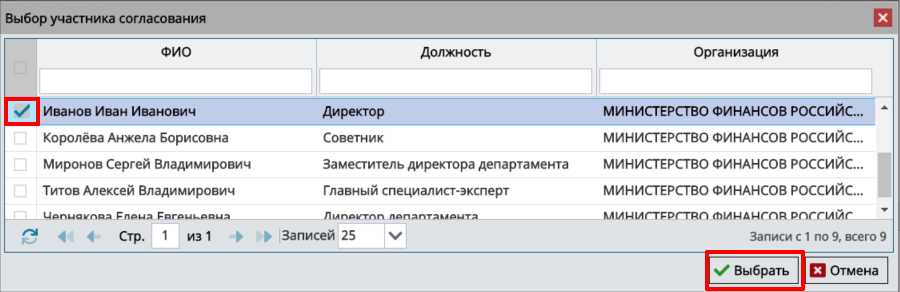 Выбор участника согласования
ФИО Должность Организация
Иванов Иван Иванович Директор МИНИСТЕРСТВО ФИНАНСОВ РОССИЙС...
Королёва Анжела Борисовна Советник МИНИСТЕРСТВО ФИНАНСОВ РОССИЙС...
Миронов Сергей Владимирович Заместитель директора департамента МИНИСТЕРСТВО ФИНАНСОВ РОССИЙС...
Титов Алексей Владимирович Главный специалист-эксперт МИНИСТЕРСТВО ФИНАНСОВ РОССИЙС...
Чернякова Елена Евгеньевна Директор департамента МИНИСТЕРСТВО ФИНАНСОВ РОССИЙС...
Стр. 1 из 1 Записей 25 Записи с 1 по 9, всего 9
Выбрать Отмена